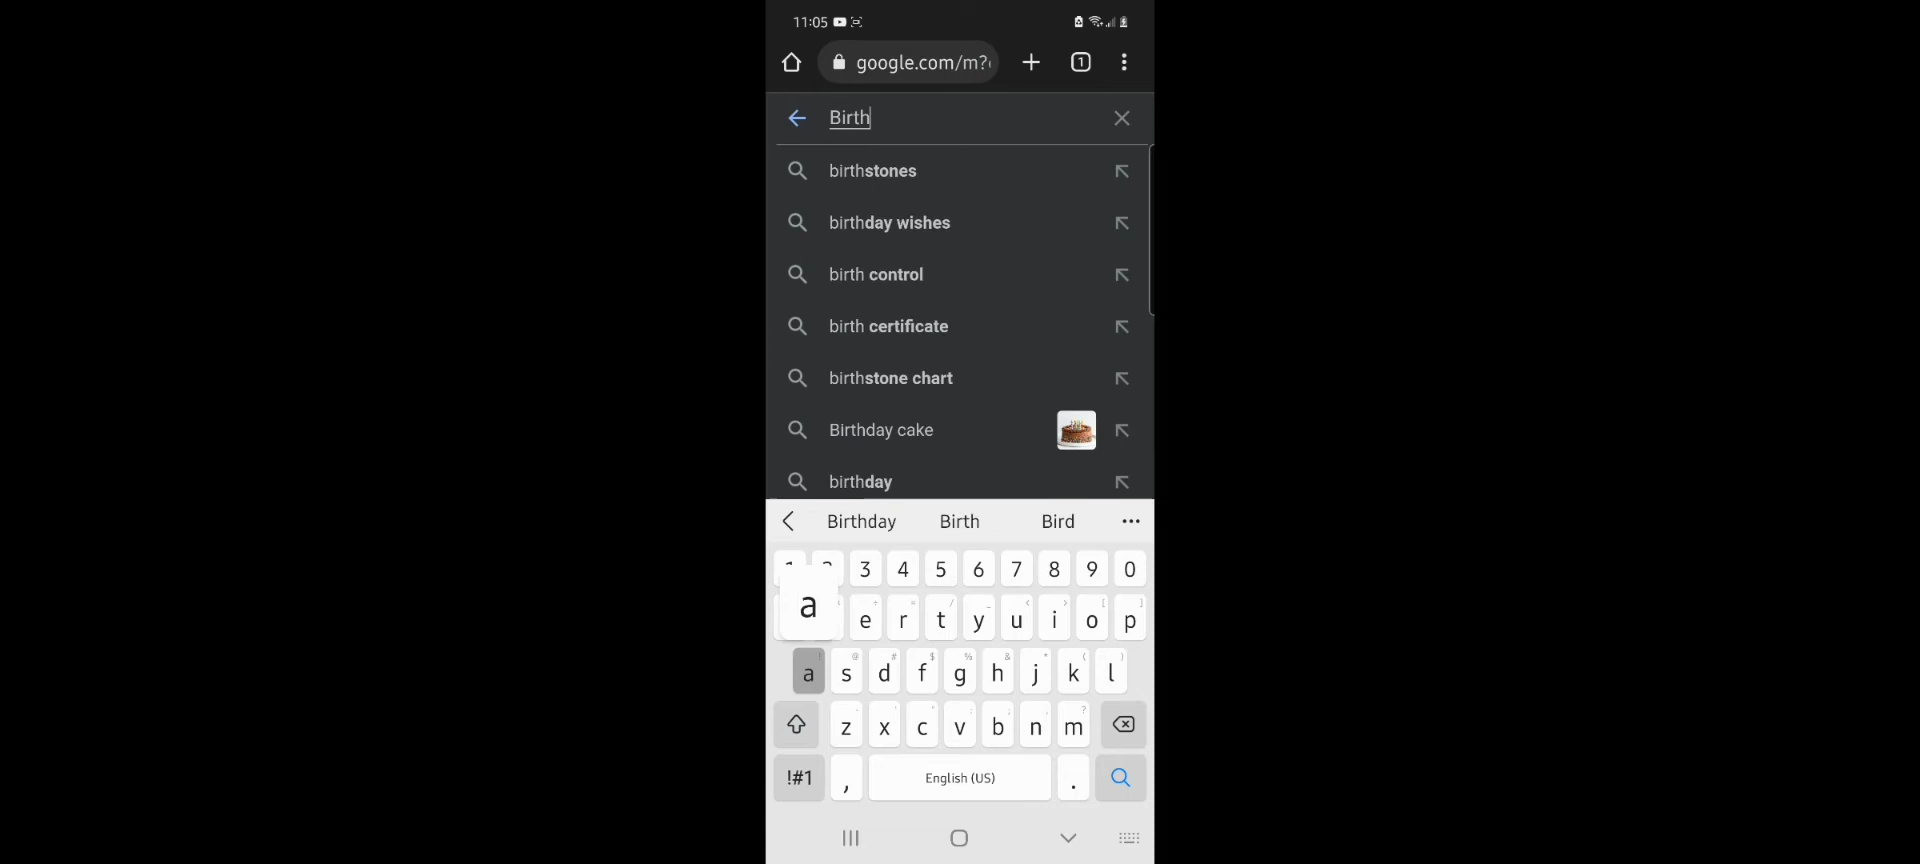 11:05
google.com/m?
1
Birth
birthstones
birthday wishes
birth control
birth certificate
birthstone chart
Birthday cake
birthday
Birthday Birth Bird
3 4 5 6 7 8 9 0
a
e r t y u i o p
a s d f g h j k l
z x c v b n m
!#1 , English (US) .